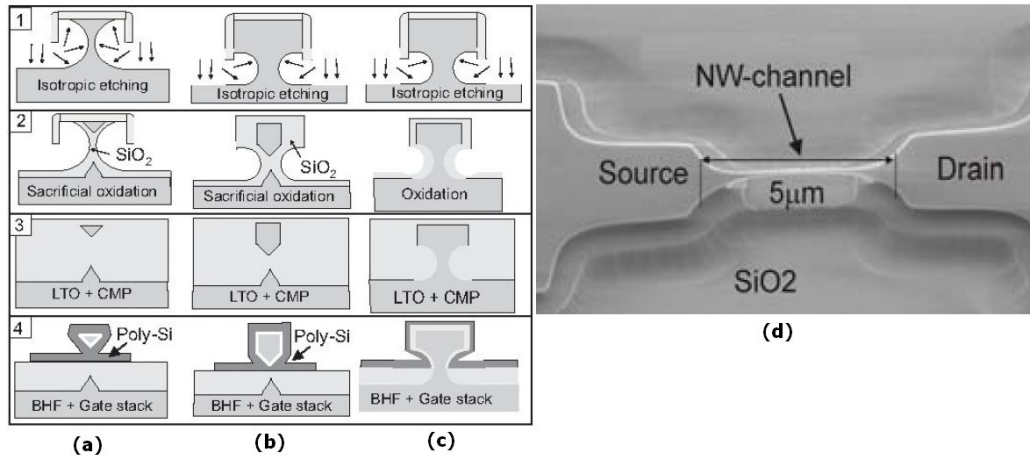 1
Isotropic etching
Isotropic etching
Isotropic etching
2
SiO2
Sacrificial oxidation
SiO2
Sacrificial oxidation
Oxidation
3
LTO + CMP
LTO + CMP
LTO + CMP
4
Poly-Si
BHF + Gate stack
Poly-Si
BHF + Gate stack
BHF + Gate stack
(a)
(b)
(c)
NW-channel
Source
Drain
5μm
SiO2
(d)